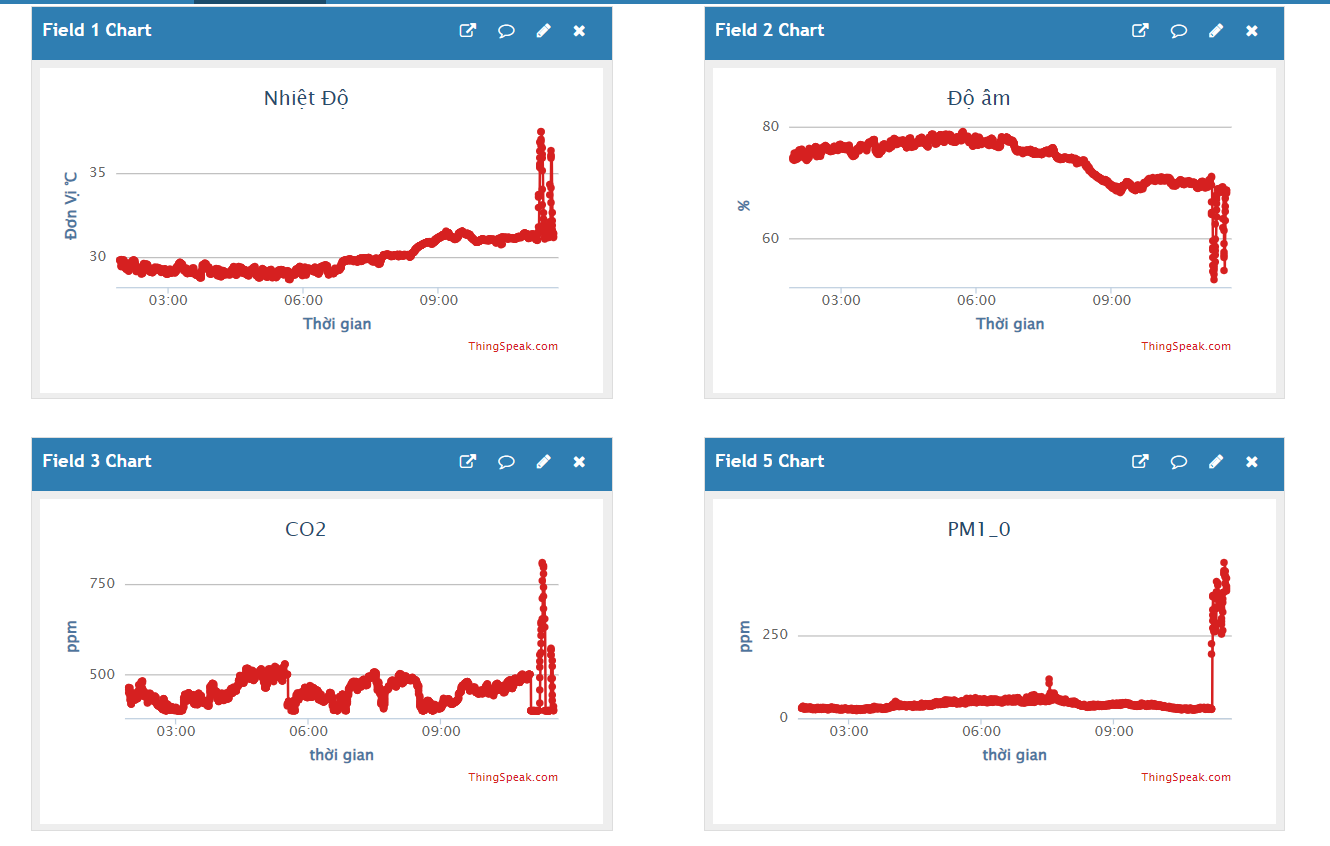 Field 1 Chart
Nhiệt Độ
Đơn Vị ℃
35
30
03:00
06:00
09:00
Thời gian
ThingSpeak.com
Field 2 Chart
Độ ẩm
%
80
60
03:00
06:00
09:00
Thời gian
ThingSpeak.com
Field 3 Chart
CO2
ppm
750
500
03:00
06:00
09:00
thời gian
ThingSpeak.com
Field 5 Chart
PM1_0
ppm
250
0
03:00
06:00
09:00
thời gian
ThingSpeak.com